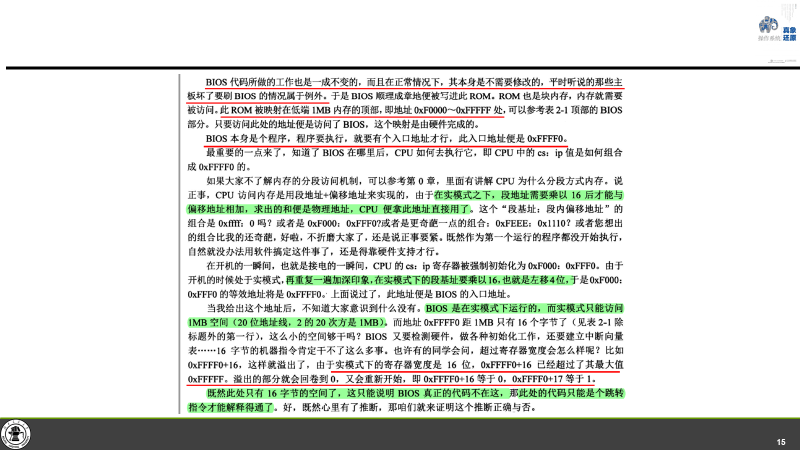 操作系统
真象
还原
BIOS 代码所做的工作也是一成不变的，而且在正常情况下，其本身是不需要修改的，平时听说的那些主
板坏了要刷 BIOS 的情况属于例外。于是 BIOS 顺理成章地便被写进此 ROM。ROM 也是块内存，内存就需要
被访问。此 ROM 被映射在低端 1MB 内存的顶部，即地址 0xF0000～0xFFFFF 处，可以参考表 2-1 顶部的 BIOS
部分。只要访问此处的地址便是访问了 BIOS，这个映射是由硬件完成的。
BIOS 本身是个程序，程序要执行，就要有个入口地址才行，此入口地址便是 0xFFFF0。
最重要的一点来了，知道了 BIOS 在哪里后，CPU 如何去执行它，即 CPU 中的 cs：ip 值是如何组合
成 0xFFFF0 的。
如果大家不了解内存的分段访问机制，可以参考第 0 章，里面有讲解 CPU 为什么分段方式内存。说
正事，CPU 访问内存是用段地址+偏移地址来实现的，由于在实模式之下，段地址需要乘以 16 后才能与
偏移地址相加，求出的和便是物理地址，CPU 便拿此地址直接用了。这个“段基址：段内偏移地址”的
组合是 0xffff：0 吗？或者是 0xF000：0xFFF0?或者是更奇葩一点的组合：0xFEEE：0x1110？或者您想出
的组合比我的还奇葩，好啦，不折磨大家了，还是说正事要紧。既然作为第一个运行的程序都没开始执行，
自然就没办法用软件搞定这件事了，还是得靠硬件支持才行。
在开机的一瞬间，也就是接电的一瞬间，CPU 的 cs：ip 寄存器被强制初始化为 0xF000：0xFFF0。由于
开机的时候处于实模式，再重复一遍加深印象，在实模式下的段基址要乘以16，也就是左移4位，于是0xF000：
0xFFF0 的等效地址将是 0xFFFF0。上面说过了，此地址便是 BIOS 的入口地址。
当我给出这个地址后，不知道大家意识到什么没有。BIOS 是在实模式下运行的，而实模式只能访问
1MB 空间（20 位地址线，2 的 20 次方是 1MB）。而地址 0xFFFF0 距 1MB 只有 16 个字节了（见表 2-1 除
标题外的第一行），这么小的空间够干吗？BIOS 又要检测硬件，做各种初始化工作，还要建立中断向量
表……16 字节的机器指令肯定干不了这么多事。也许有的同学会问，超过寄存器宽度会怎么样呢？比如
0xFFFF0+16，这样就溢出了，由于实模式下的寄存器宽度是 16 位，0xFFFF0+16 已经超过了其最大值
0xFFFFF。溢出的部分就会回卷到 0，又会重新开始，即 0xFFFF0+16 等于 0，0xFFFF0+17 等于 1。
既然此处只有 16 字节的空间了，这只能说明 BIOS 真正的代码不在这，那此处的代码只能是个跳转
指令才能解释得通了。好，既然心里有了推断，那咱们就来证明这个推断正确与否。
15